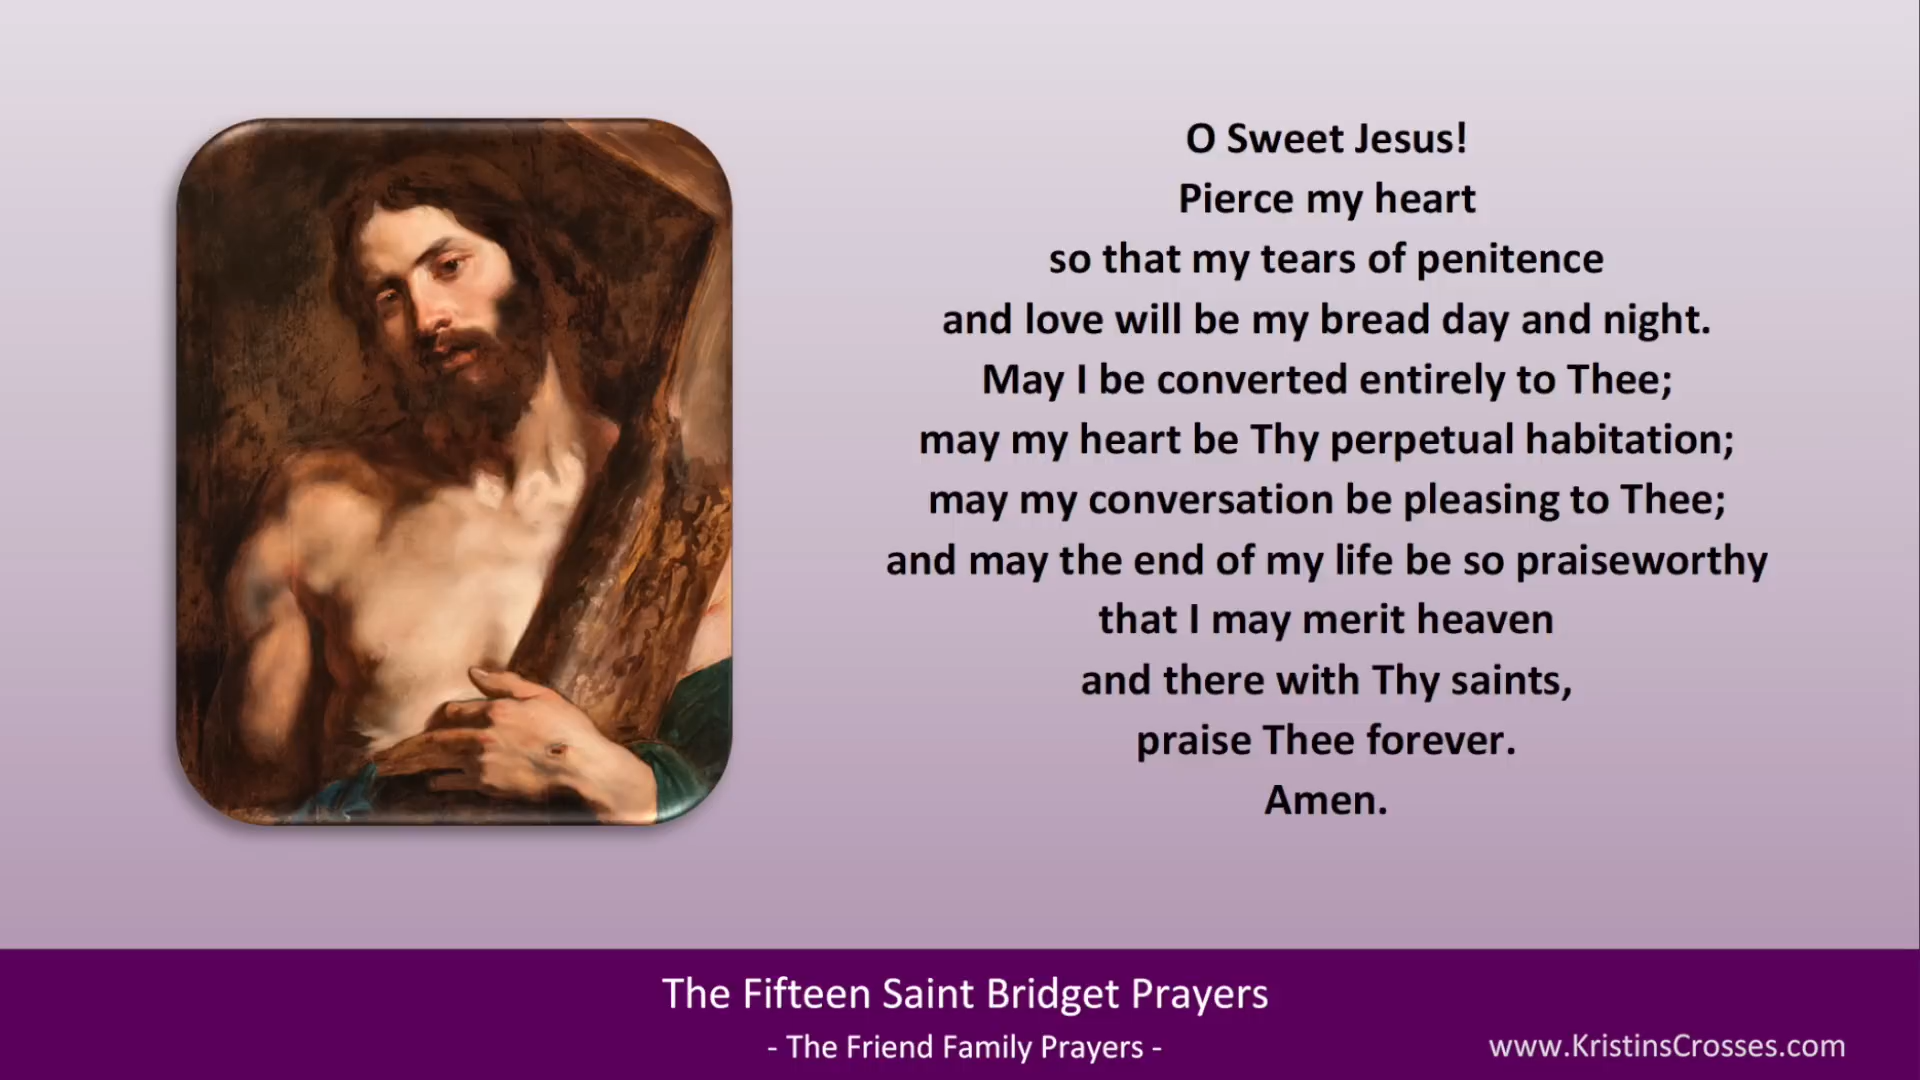 O Sweet Jesus!
Pierce my heart
so that my tears of penitence
and love will be my bread day and night.
May I be converted entirely to Thee;
may my heart be Thy perpetual habitation;
may my conversation be pleasing to Thee;
and may the end of my life be so praiseworthy
that I may merit heaven
and there with Thy saints,
praise Thee forever.
Amen.
The Fifteen Saint Bridget Prayers
- The Friend Family Prayers -
www.KristinsCrosses.com